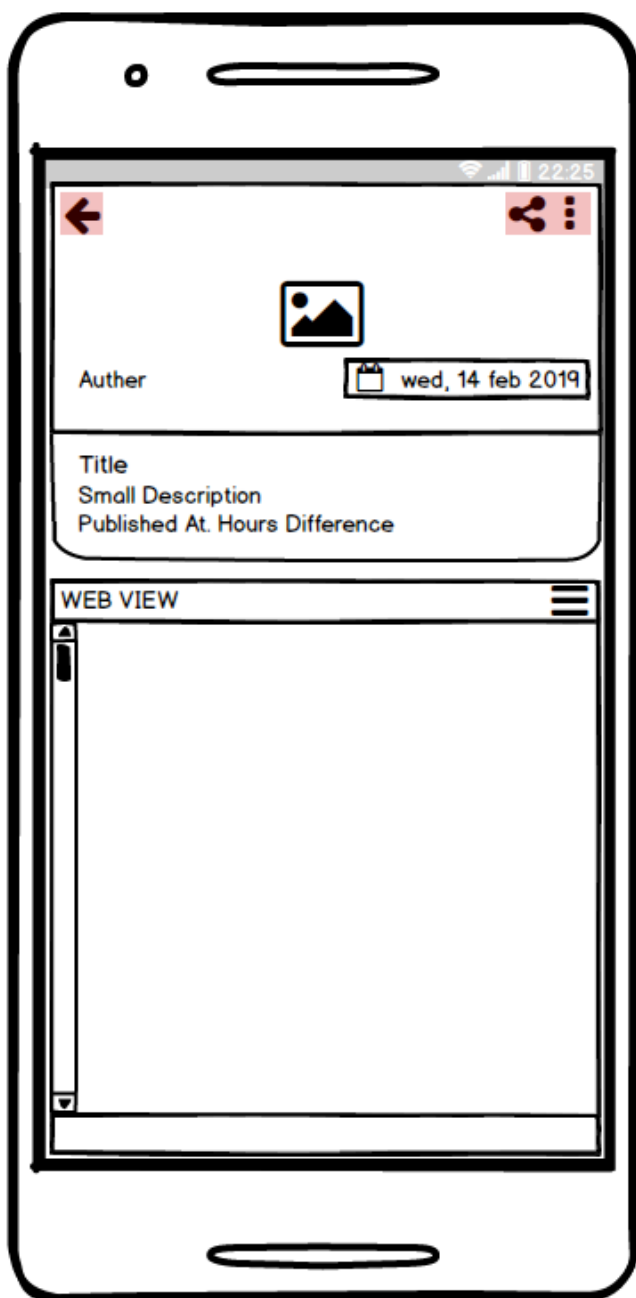 22:25
Auther
wed, 14 feb 2019
Title
Small Description
Published At. Hours Difference
WEB VIEW